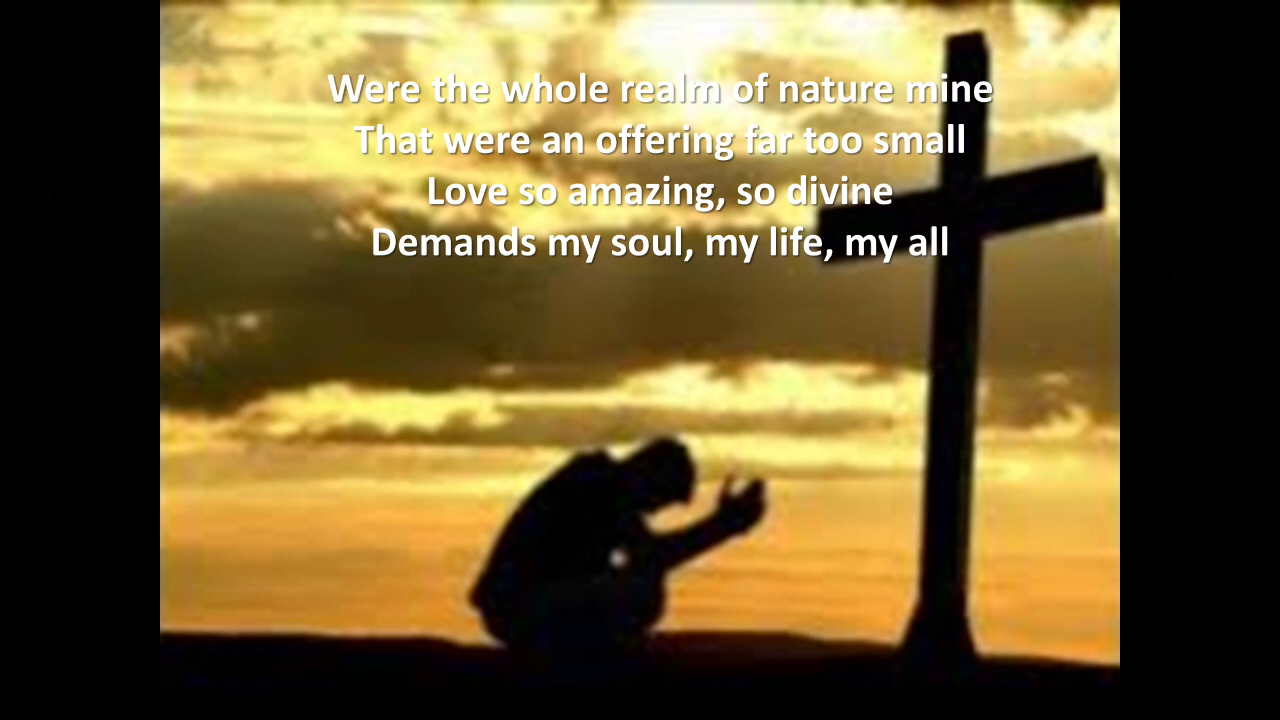 Were the whole realm of nature mine
That were an offering far too small
Love so amazing, so divine
Demands my soul, my life, my all